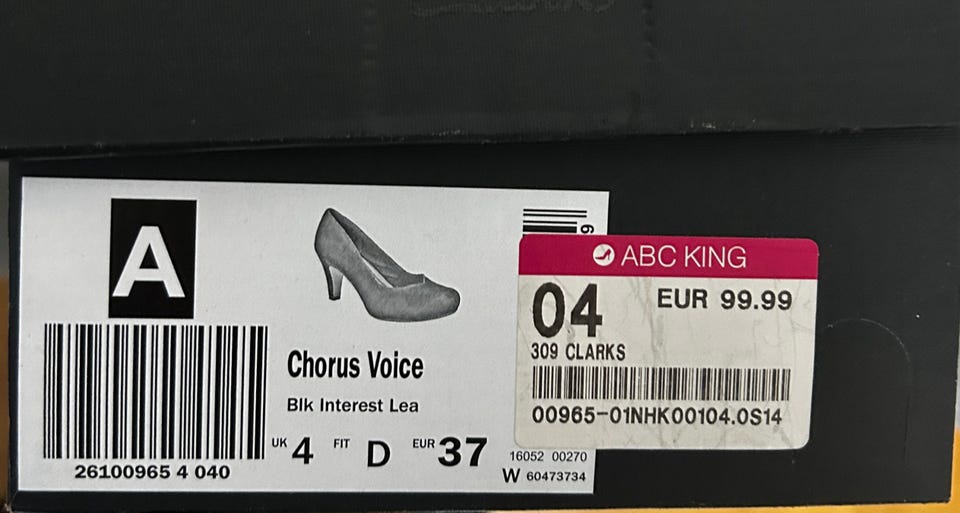 A
Chorus Voice
Blk Interest Lea
UK 4 FIT D EUR 37
26100965 4 040
9
ABC KING
04 EUR 99.99
309 CLARKS
00965-01NHK00104.0S14
16052 00270
W 60473734